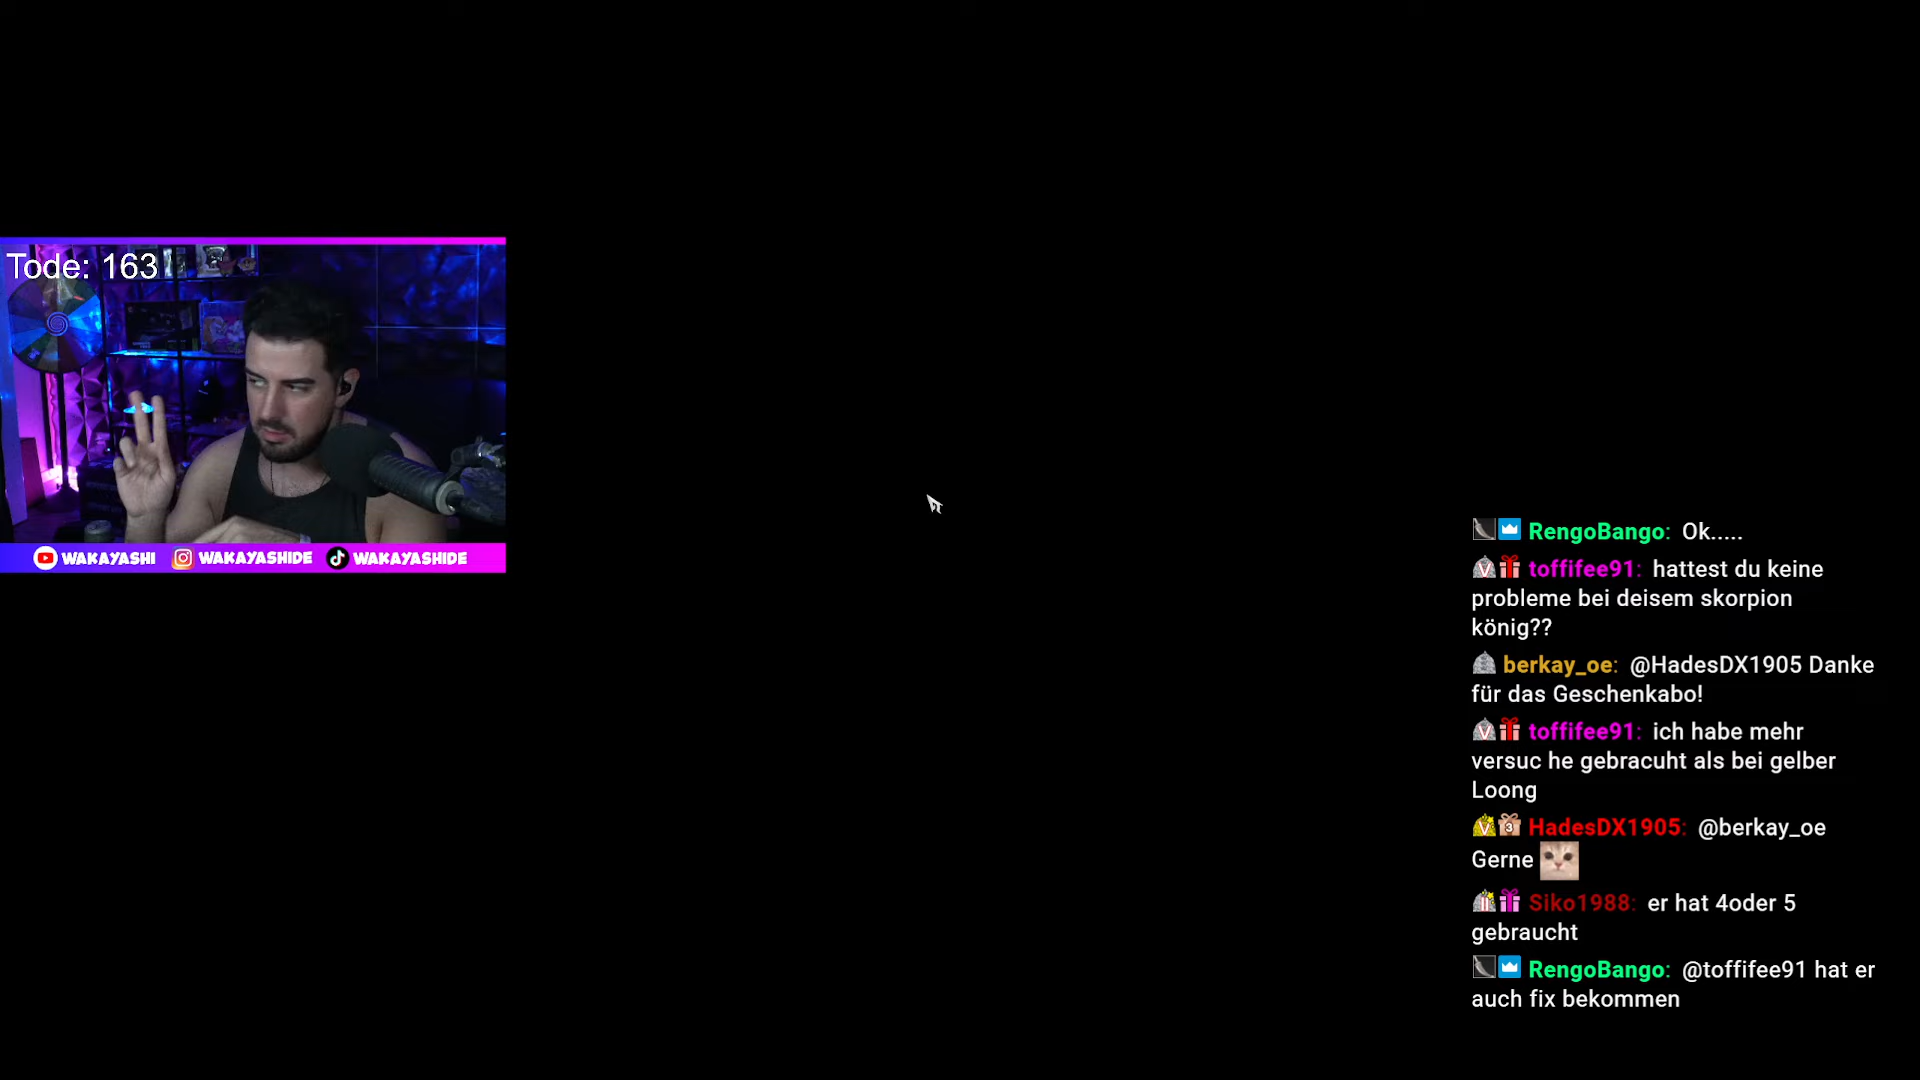 Tode: 163
WAKAYASHI WAKAYASHIDE WAKAYASHIDE
RengoBango: Ok.....
toffifee91: hattest du keine
probleme bei deisem skorpion
könig??
berkay_oe: @HadesDX1905 Danke
für das Geschenkabo!
toffifee91: ich habe mehr
versuc he gebracuht als bei gelber
Loong
HadesDX1905: @berkay_oe
Gerne
Siko1988: er hat 4oder 5
gebraucht
RengoBango: @toffifee91 hat er
auch fix bekommen